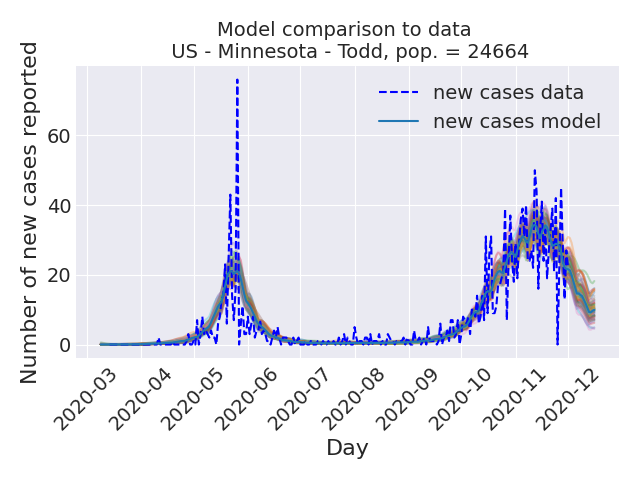 Model comparison to data
US - Minnesota - Todd, pop. = 24664
Number of new cases reported
60
40
20
0
new cases data
new cases model
2020-03
2020-04
2020-05
2020-06
2020-07
2020-08
2020-09
2020-10
2020-11
2020-12
Day